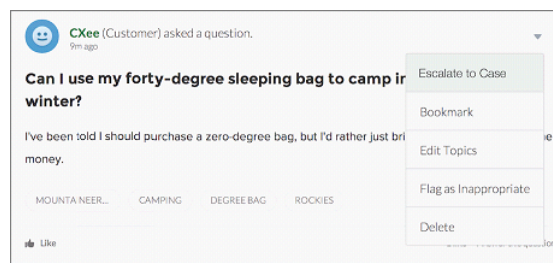 CXee (Customer) asked a question.
9m ago
Can I use my forty-degree sleeping bag to camp in
winter?
I've been told I should purchase a zero-degree bag, but I'd rather just
money.
MOUNTA NEER...
CAMPING
DEGREE BAG
ROCKIES
Like
Escalate to Case
Bookmark
Edit Topics
Flag as Inappropriate
Delete